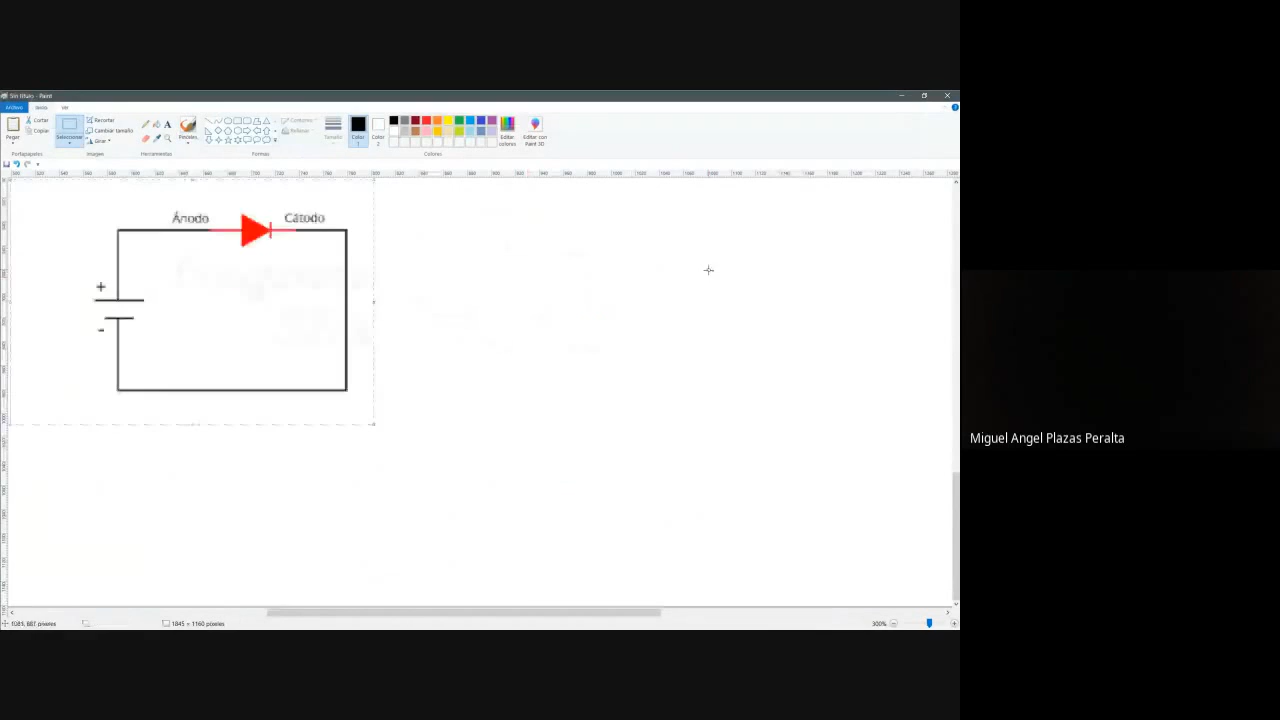 Sin título - Paint
Archivo Inicio Ver
Pegar
Cortar
Copiar
Portapapeles
Seleccionar
Recortar
Cambiar tamaño
Girar
Imagen
A
Herramientas
Pinceles
Contorno
Relleno
Formas
Tamaño
Color
1
Color
2
Editar
colores
Colores
Editar con
Paint 3D
Ánodo
Cátodo
+
-
Miguel Angel Plazas Peralta
1845 × 1160 píxeles
300%